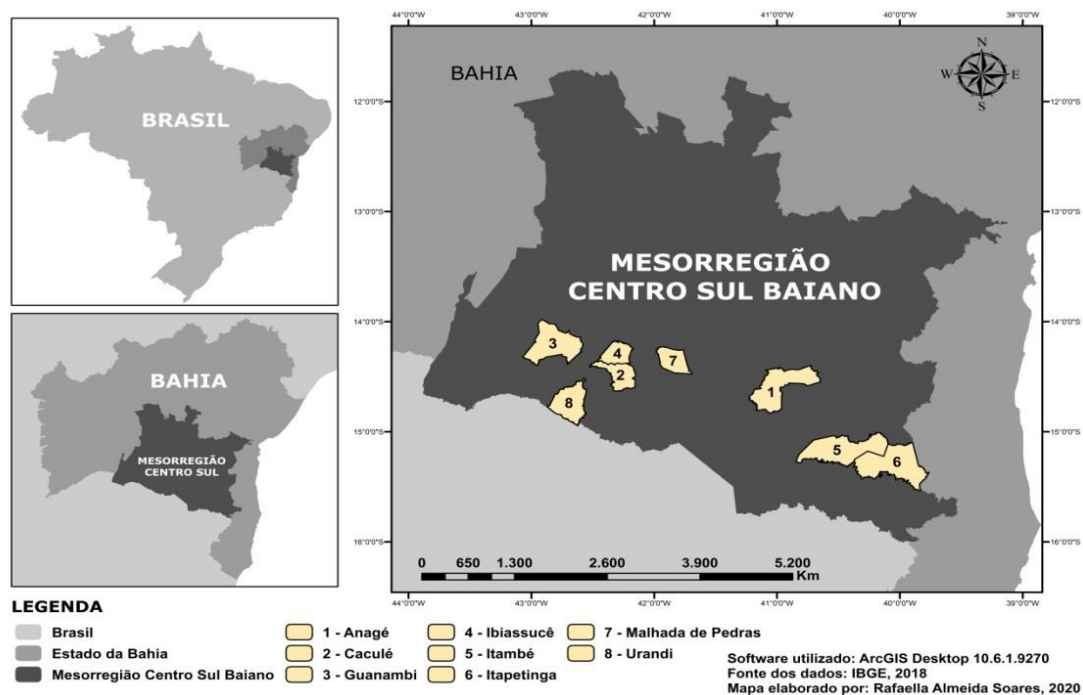 BRASIL
BAHIA
MESORREGIÃO
CENTRO SUL
44°0'0"W
43°0'0"W
42°0'0"W
41°0'0"W
40°0'0"W
39°0'0"W
BAHIA
N
W
E
S
12°0'0"S
12°0'0"S
13°0'0"S
13°0'0"S
MESORREGIÃO
CENTRO SUL BAIANO
14°0'0"S
14°0'0"S
3
4
7
2
1
8
15°0'0"S
15°0'0"S
5
6
16°0'0"S
16°0'0"S
0 650 1.300 2.600 3.900 5.200
Km
44°0'0"W
43°0'0"W
42°0'0"W
41°0'0"W
40°0'0"W
39°0'0"W
LEGENDA
Brasil
Estado da Bahia
Mesorregião Centro Sul Baiano
1 - Anagé
2 - Caculé
3 - Guanambi
4 - Ibiassucê
5 - Itambé
6 - Itapetinga
7 - Malhada de Pedras
8 - Urandi
Software utilizado: ArcGIS Desktop 10.6.1.9270
Fonte dos dados: IBGE, 2018
Mapa elaborado por: Rafaella Almeida Soares, 2020